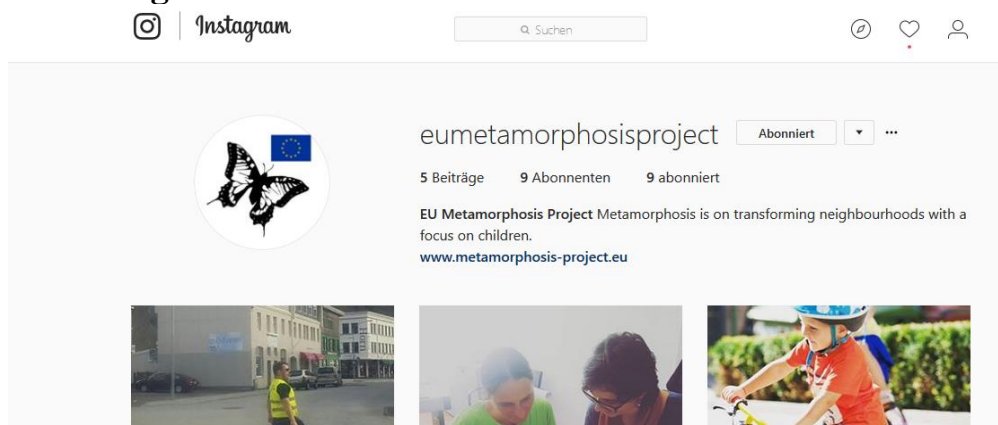 Instagram
Suchen
eumetamorphosisproject Abonniert
5 Beiträge 9 Abonnenten 9 abonniert
EU Metamorphosis Project Metamorphosis is on transforming neighbourhoods with a
focus on children.
www.metamorphosis-project.eu